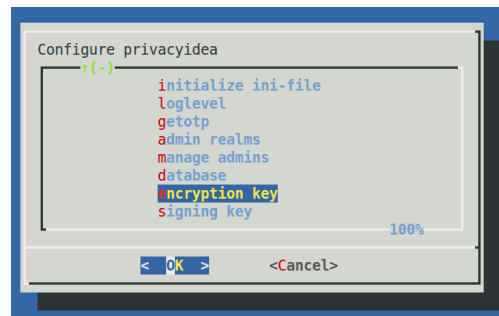 Configure privacyidea
↑(-)
initialize ini-file
loglevel
getotp
admin realms
manage admins
database
encryption key
signing key
100%
< OK > <Cancel>